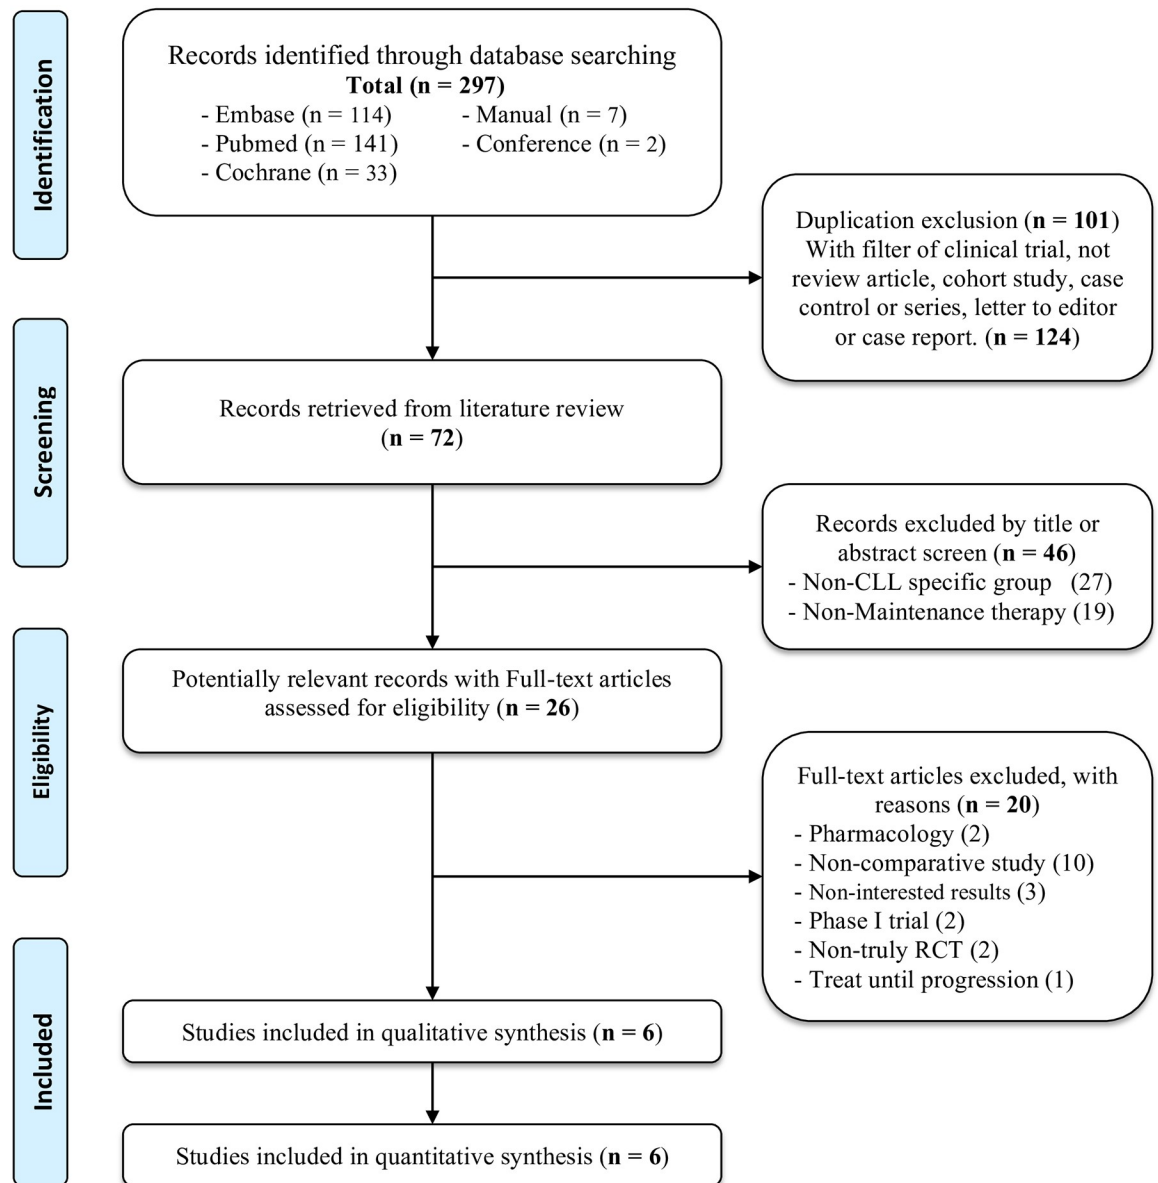 Identification
Records identified through database searching
Total (n = 297)
- Embase (n = 114)
- Manual (n = 7)
- Pubmed (n = 141)
- Conference (n = 2)
- Cochrane (n = 33)
Duplication exclusion (n = 101)
With filter of clinical trial, not
review article, cohort study, case
control or series, letter to editor
or case report. (n = 124)
Screening
Records retrieved from literature review
(n = 72)
Records excluded by title or
abstract screen (n = 46)
- Non-CLL specific group (27)
- Non-Maintenance therapy (19)
Eligibility
Potentially relevant records with Full-text articles
assessed for eligibility (n = 26)
Full-text articles excluded, with
reasons (n = 20)
- Pharmacology (2)
- Non-comparative study (10)
- Non-interested results (3)
- Phase I trial (2)
- Non-truly RCT (2)
- Treat until progression (1)
Included
Studies included in qualitative synthesis (n = 6)
Studies included in quantitative synthesis (n = 6)